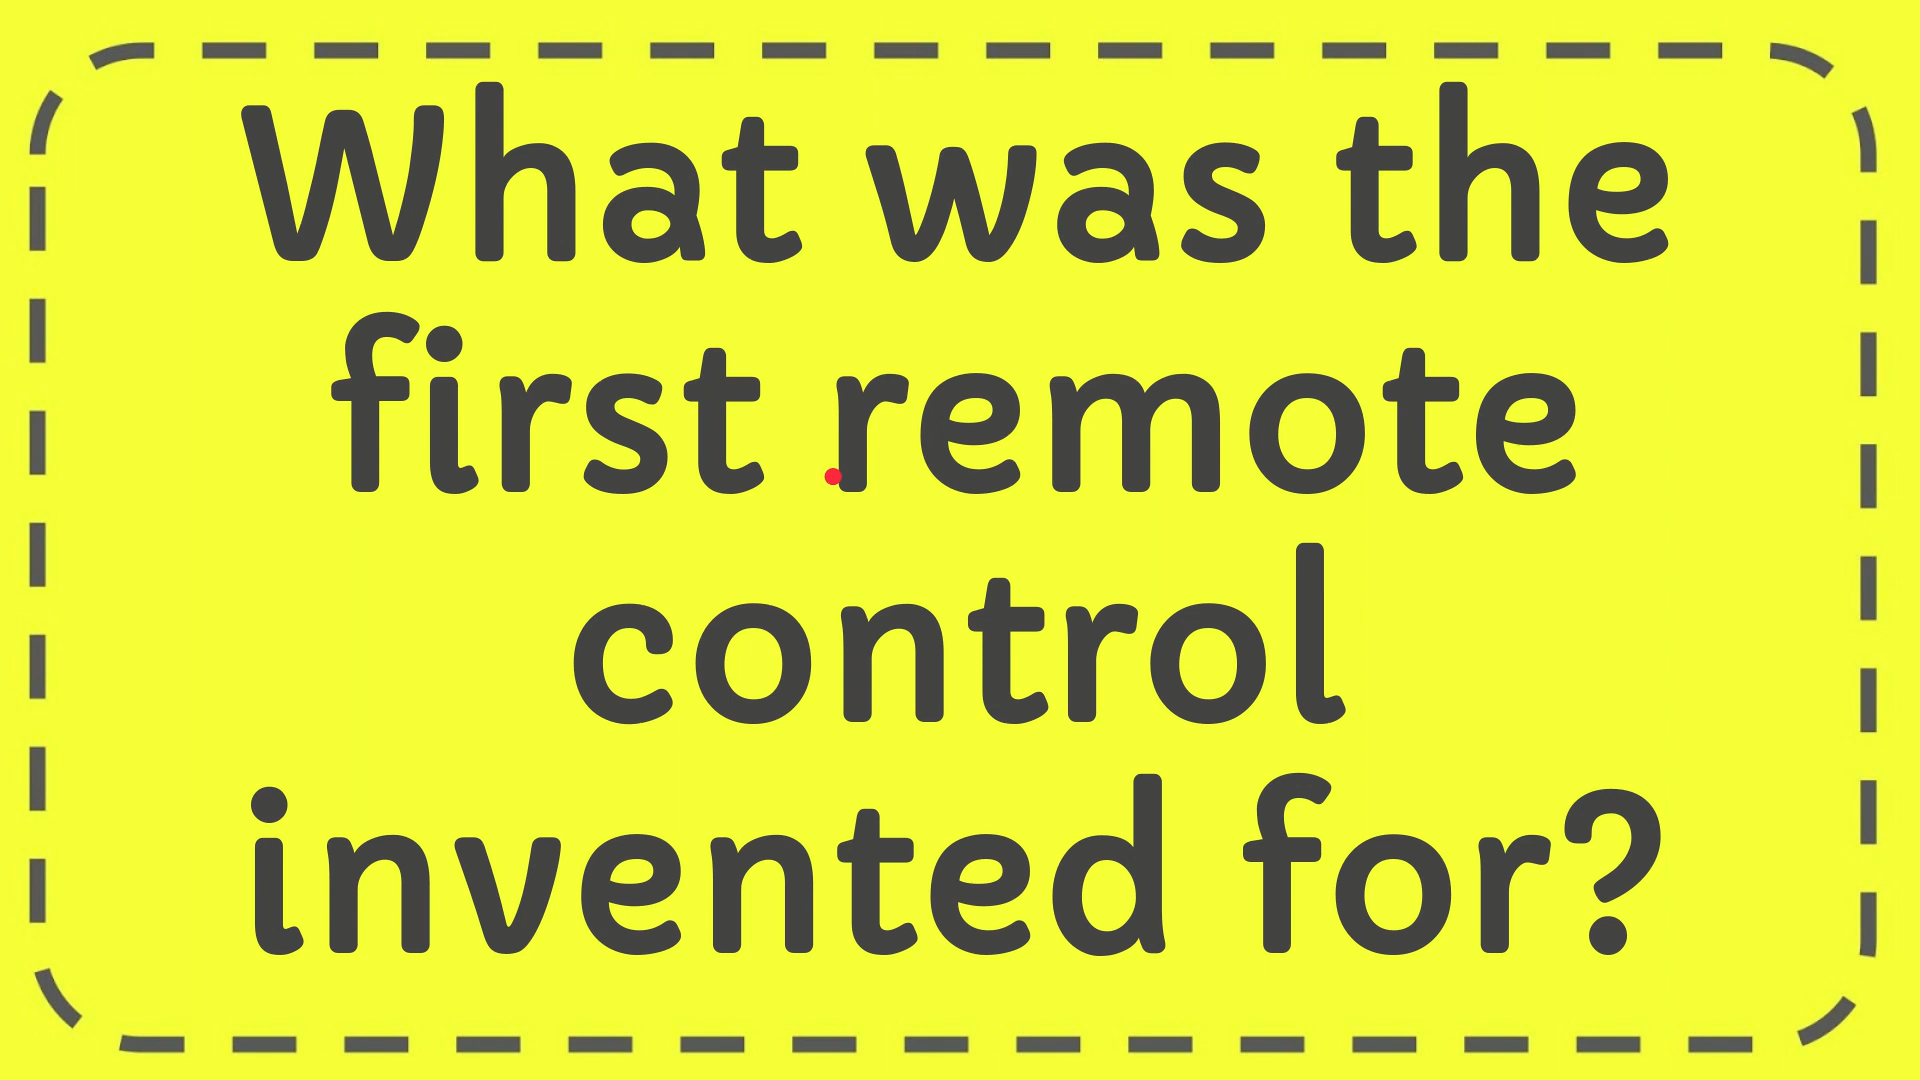 What was the
first remote
control
invented for?